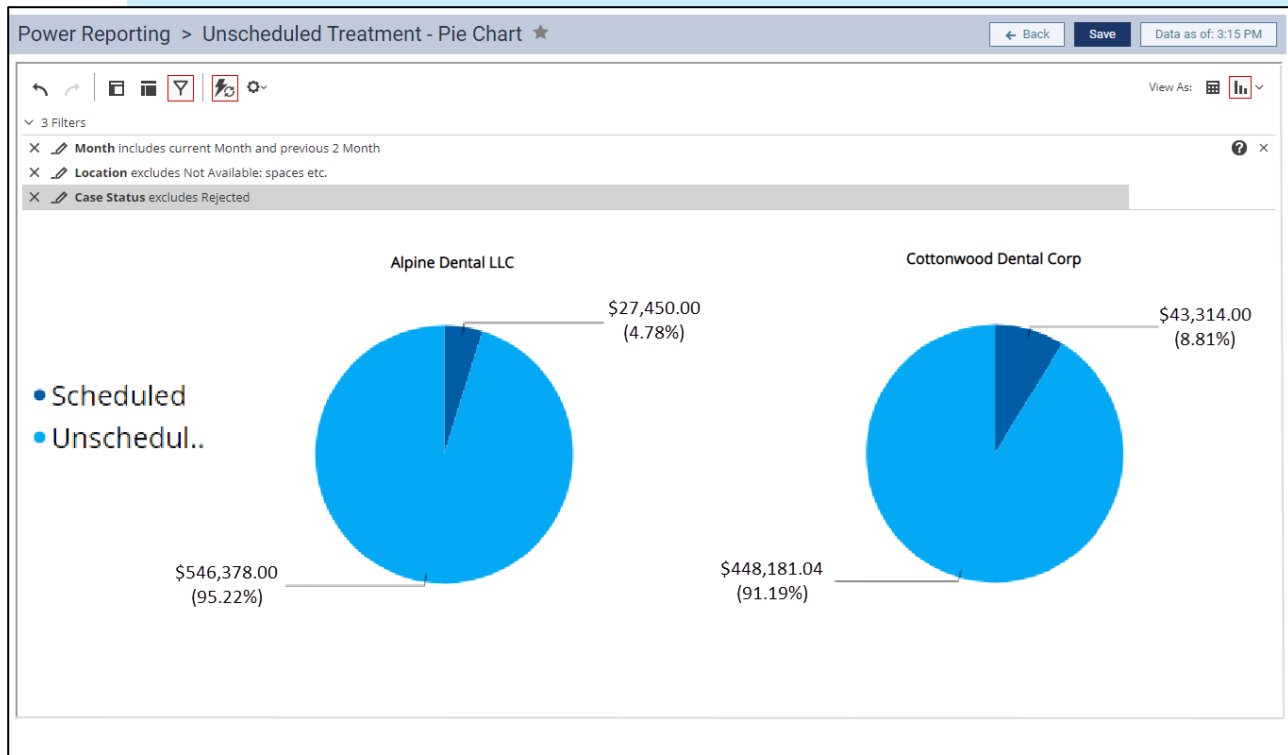 Power Reporting > Unscheduled Treatment - Pie Chart
← Back
Save
Data as of: 3:15 PM
View As:
3 Filters
Month includes current Month and previous 2 Month
Location excludes Not Available: spaces etc.
Case Status excludes Rejected
Alpine Dental LLC
Cottonwood Dental Corp
$27,450.00
(4.78%)
$43,314.00
(8.81%)
Scheduled
Unschedul..
$546,378.00
(95.22%)
$448,181.04
(91.19%)